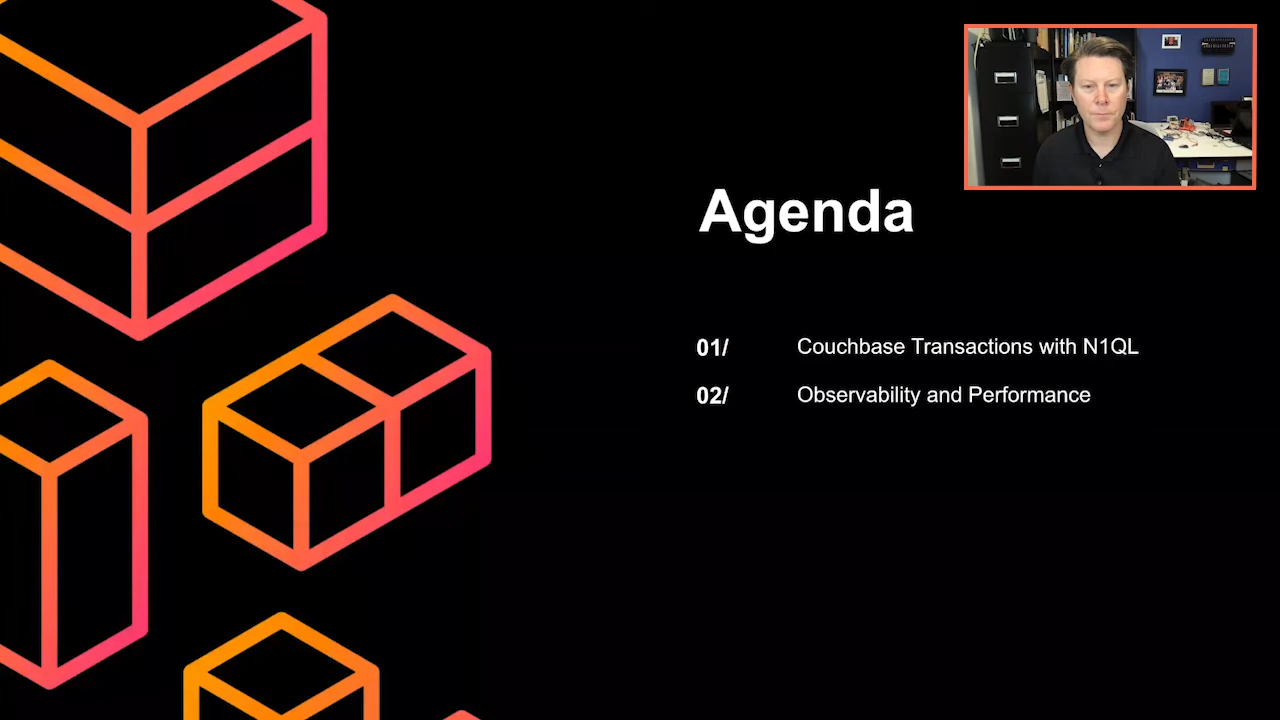 Agenda
01/ Couchbase Transactions with N1QL
02/ Observability and Performance